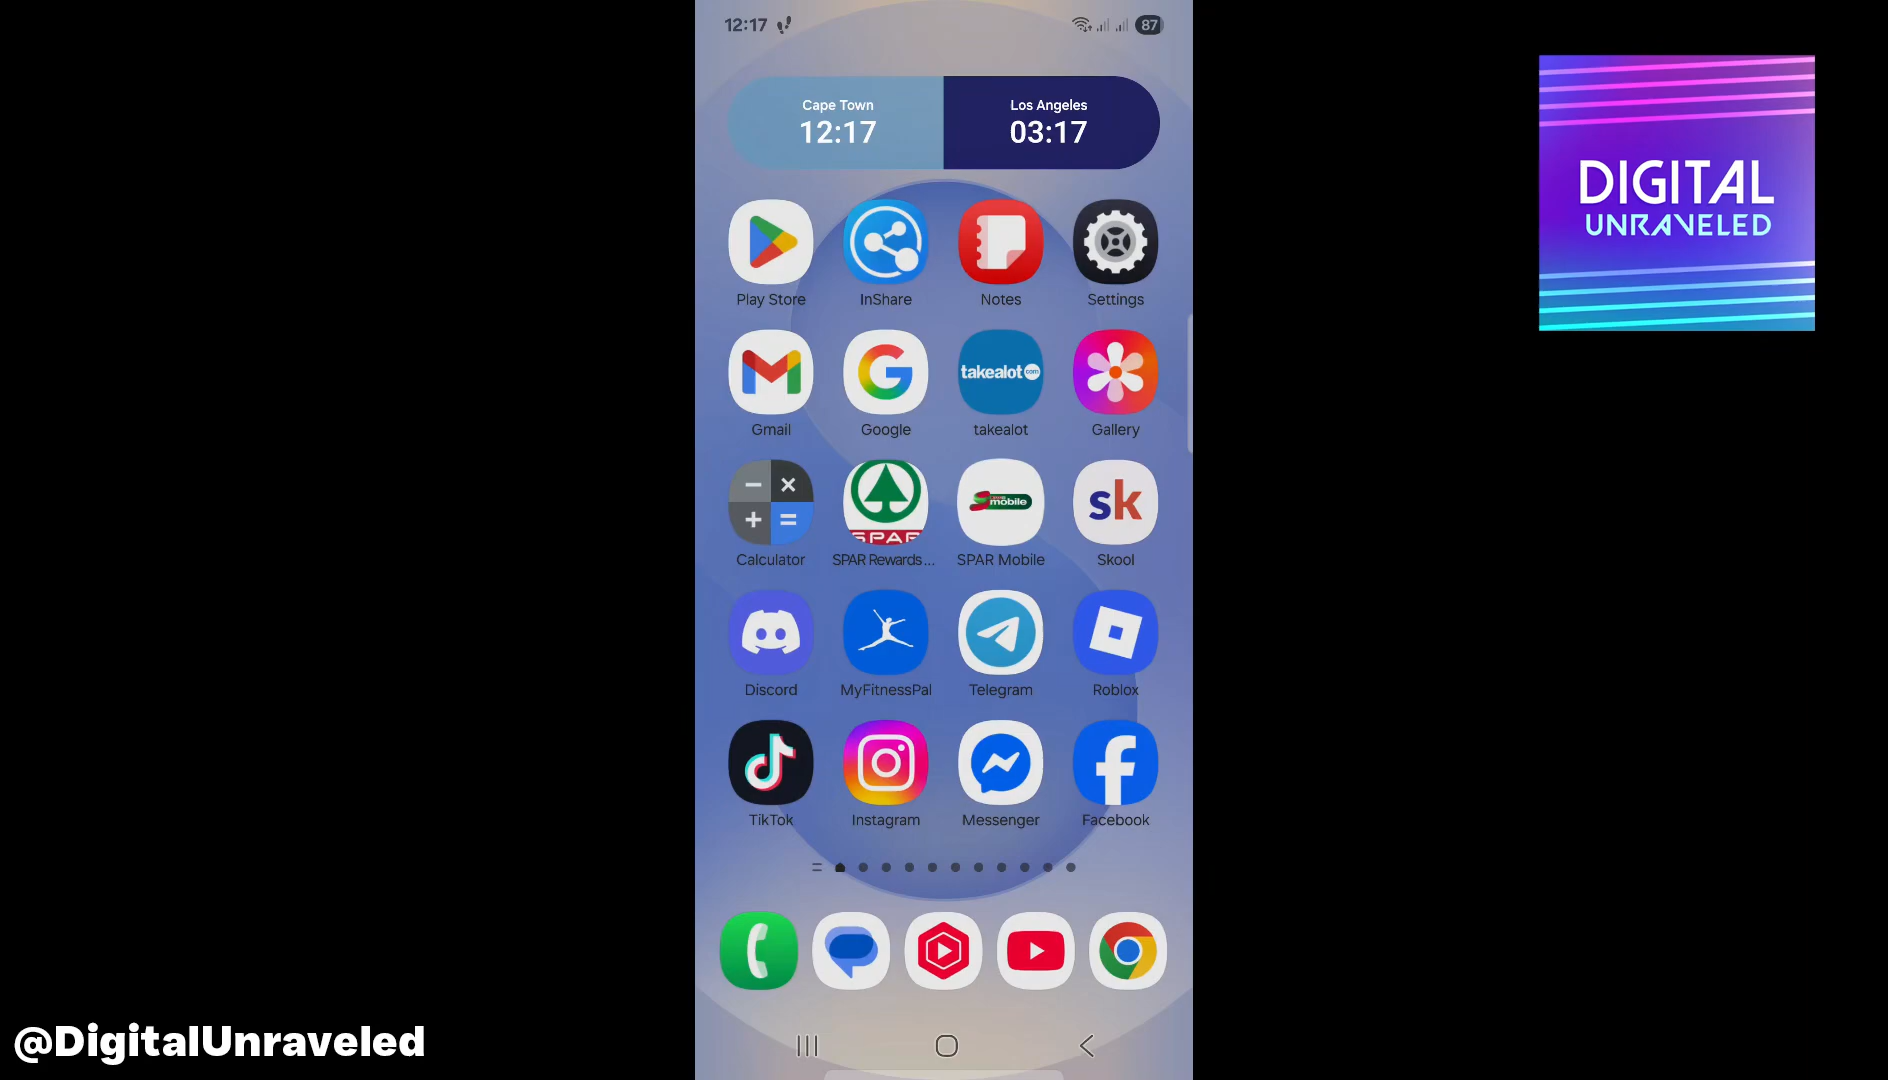 12:17
87
Cape Town
12:17
Los Angeles
03:17
DIGITAL
UNRAVELED
Play Store
InShare
Notes
Settings
takealot
com
Gmail
Google
takealot
Gallery
SPAR
mobile
sk
Calculator
SPAR Rewards...
SPAR Mobile
Skool
Discord
MyFitnessPal
Telegram
Roblox
TikTok
Instagram
Messenger
Facebook
@DigitalUnraveled